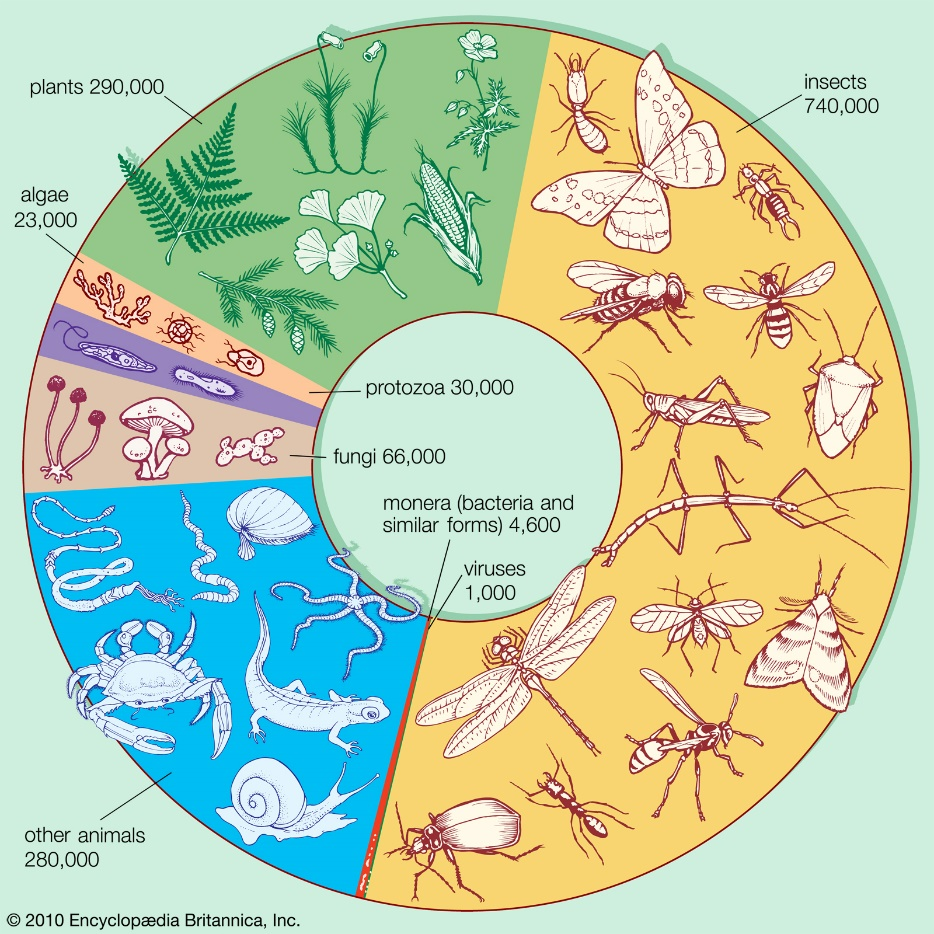 plants 290,000
insects
740,000
algae
23,000
protozoa 30,000
fungi 66,000
monera (bacteria and
similar forms) 4,600
viruses
1,000
other animals
280,000
© 2010 Encyclopædia Britannica, Inc.